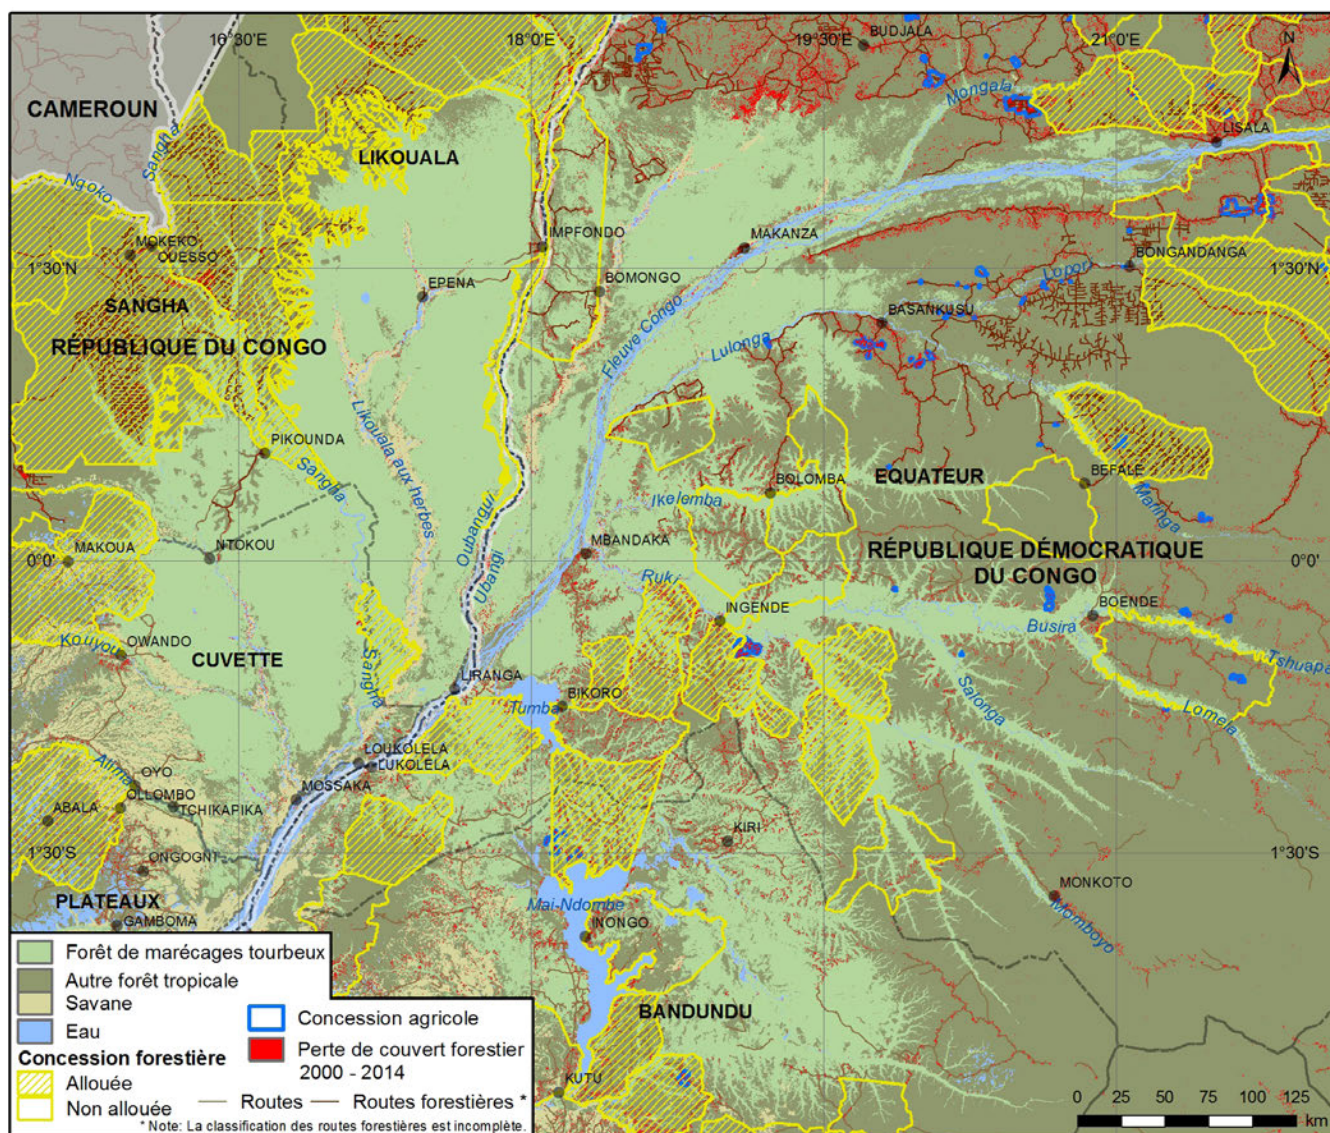 16°30'E
18°0'E
19°30'E
21°0'E
N
BUDJALA
CAMEROUN
Mongala
LISALA
Sangha
LIKOUALA
Ngoko
MOKEKO
OUESSO
IMPFONDO
MAKANZA
BONGANDANGA
1°30'N
1°30'N
EPENA
BOMONGO
Lopori
SANGHA
Fleuve Congo
BASANKUSU
RÉPUBLIQUE DU CONGO
Lulonga
Likouala aux herbes
PIKOUNDA
Sangha
BOLOMBA
EQUATEUR
BEFALE
Ikelemba
Maringa
Oubangui
Ubangi
NTOKOU
MAKOUA
0°0'
MBANDAKA
RÉPUBLIQUE DÉMOCRATIQUE
DU CONGO
0°0'
Ruki
INGENDE
BOENDE
Busira
Kouyou
OWANDO
CUVETTE
Sangha
Tshuapa
LIRANGA
BIKORO
Tumba
Salonga
Lomela
LOUKOLELA
LUKOLELA
Alima
OYO
OLLOMBO
TCHIKAPIKA
MOSSAKA
ABALA
KIRI
1°30'S
1°30'S
ONGOGNI
PLATEAUX
MONKOTO
Momboyo
GAMBOMA
Mai-Ndombe
INONGO
BANDUNDU
KUTU
Forêt de marécages tourbeux
Autre forêt tropicale
Savane
Eau
Concession forestière
Allouée
Non allouée
Concession agricole
Perte de couvert forestier
2000 - 2014
Routes
Routes forestières *
* Note: La classification des routes forestières est incomplète.
0 25 50 75 100 125
km